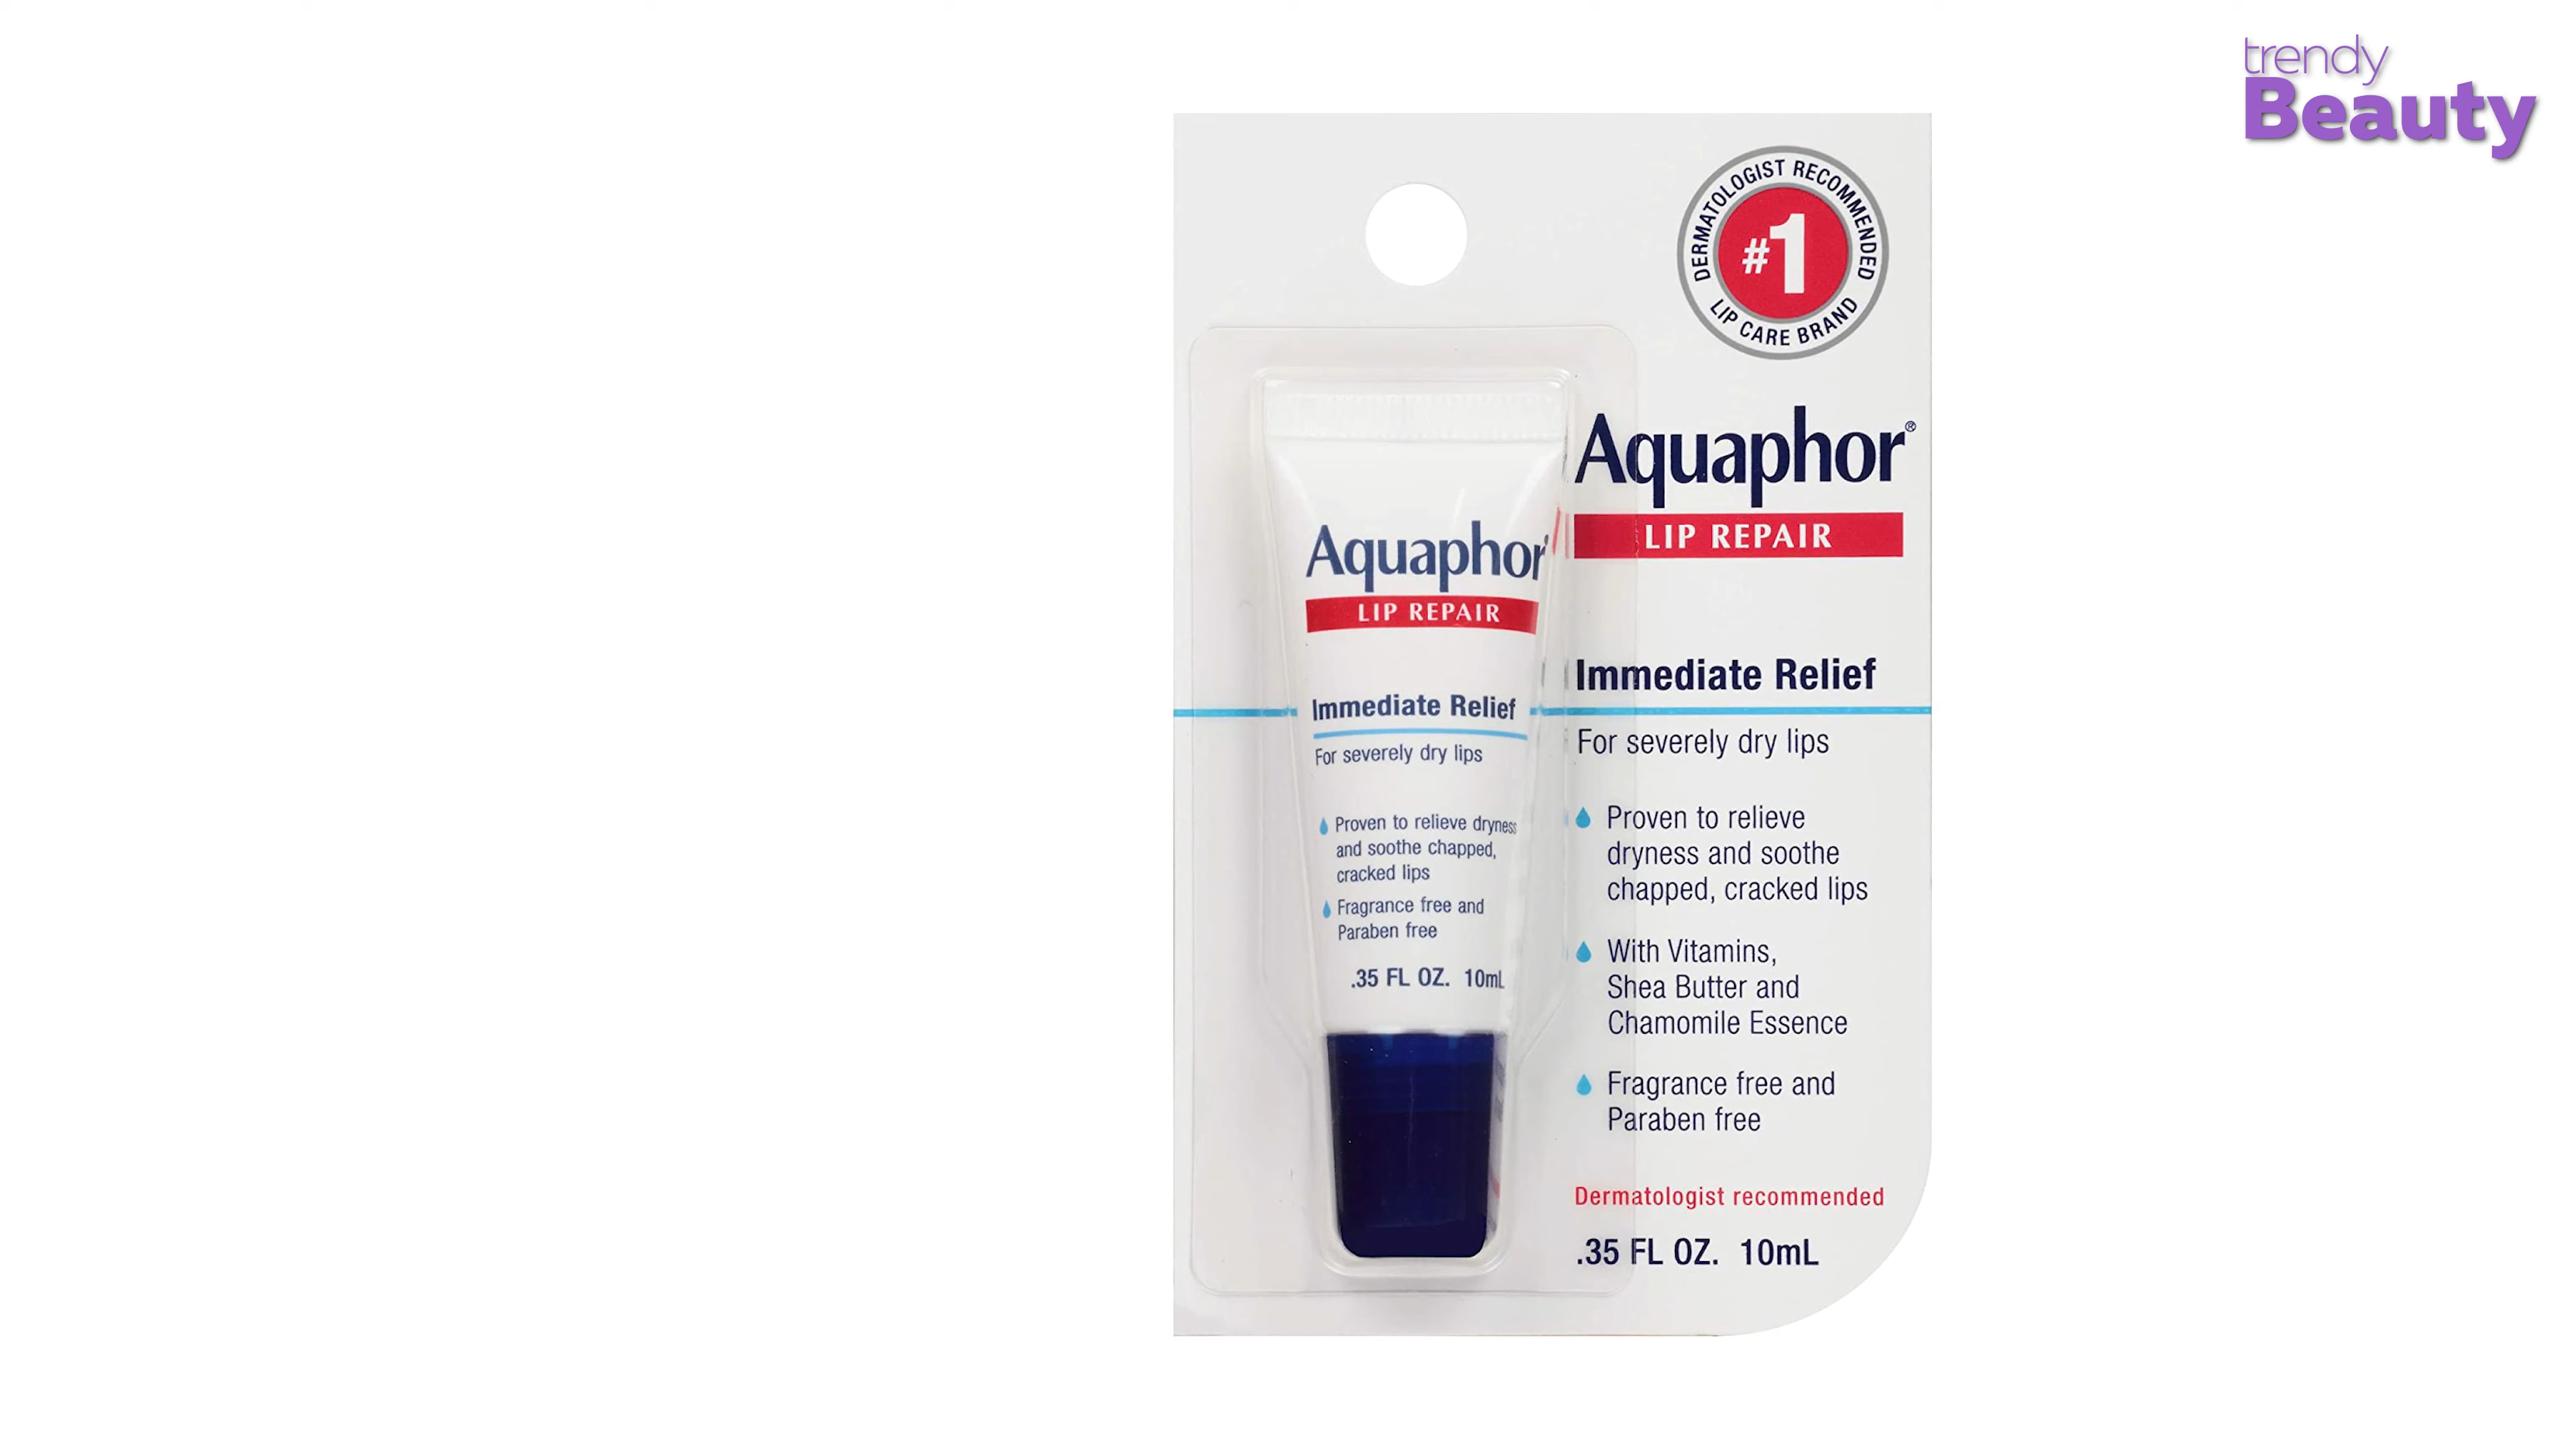 trendy
Beauty
DERMATOLOGIST RECOMMENDED
#1
LIP CARE BRAND
Aquaphor®
LIP REPAIR
Immediate Relief
For severely dry lips
Proven to relieve
dryness and soothe
chapped, cracked lips
With Vitamins,
Shea Butter and
Chamomile Essence
Fragrance free and
Paraben free
Dermatologist recommended
.35 FL OZ. 10mL
Aquaphor
LIP REPAIR
Immediate Relief
For severely dry lips
Proven to relieve dryness
and soothe chapped,
cracked lips
Fragrance free and
Paraben free
.35 FL OZ. 10mL